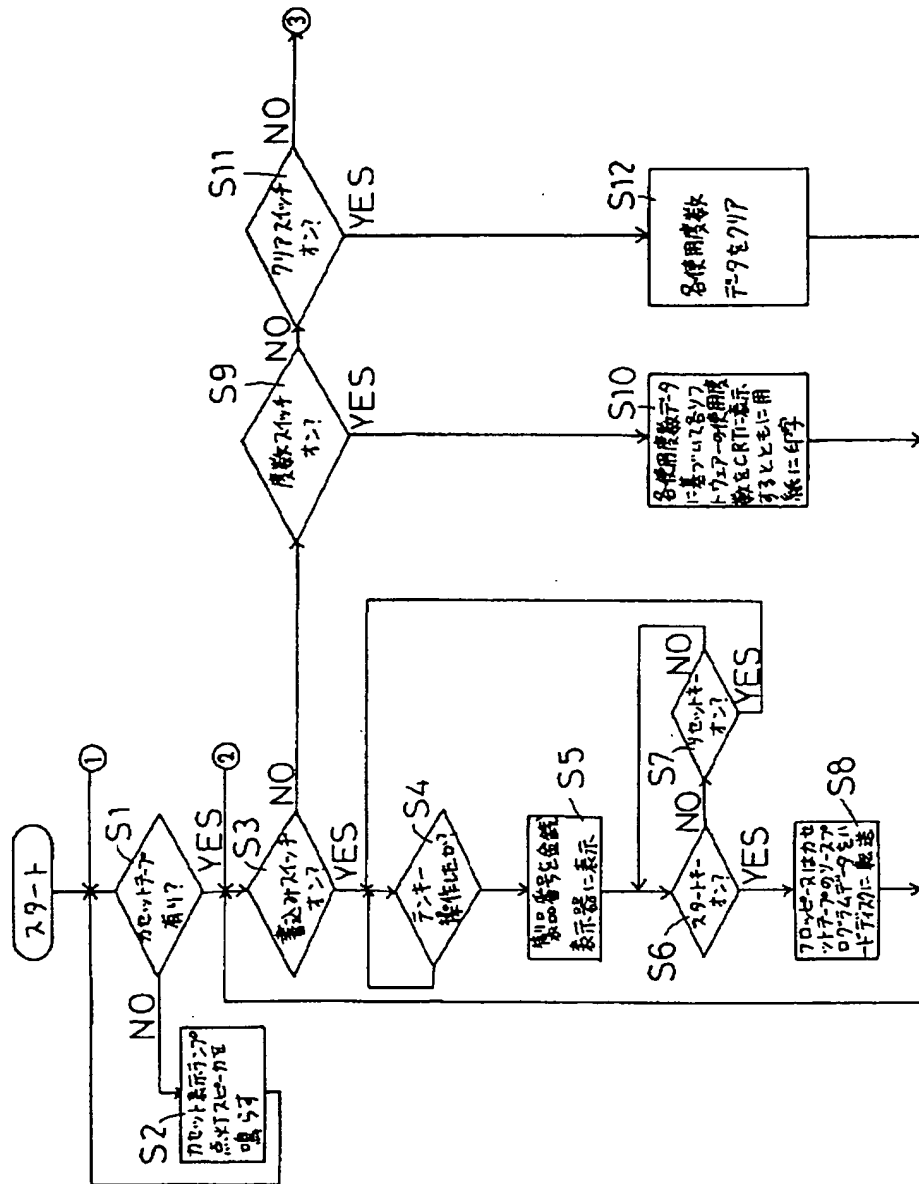 スタート
①
S1
カセットテープ
有り?
NO
YES
S2
カセット表示ランプ
点灯スピーカを
鳴らす
②
S3
書込みスイッチ
オン?
NO
YES
S4
テンキー
操作したか?
S5
製品番号を金銭
表示器に表示
S6
スタートキー
オン?
NO
YES
S7
リセットキー
オン?
NO
YES
S8
フロッピー又はカセ
ットテープのソースプ
ログラムデータをハ
ードディスクに転送
S9
度数スイッチ
オン?
NO
YES
S10
各使用度数データ
に基づいて各ソフ
トウェアーの使用度
数をCRTに表示
するとともに用
紙に印字
S11
クリアスイッチ
オン?
NO
YES
③
S12
各使用度数
データをクリア